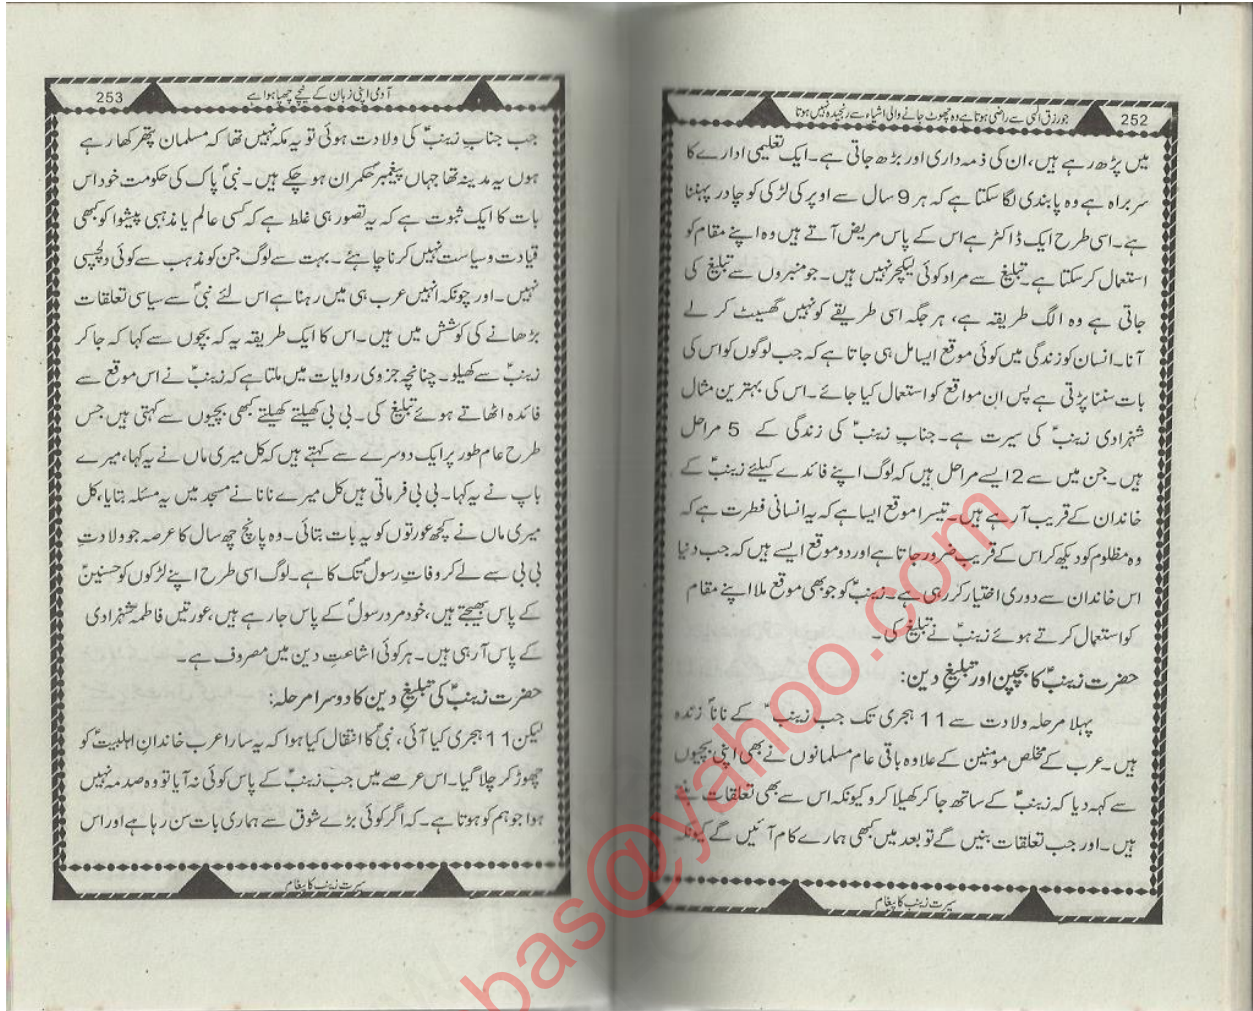 252
جو رزق الٰہی سے راضی ہوتا ہے وہ چھوٹ جانے والی اشیاء سے رنجیدہ نہیں ہوتا
میں پڑھ رہے ہیں، ان کی ذمہ داری اور بڑھ جاتی ہے۔ ایک تعلیمی ادارے کا
سربراہ ہے وہ پابندی لگا سکتا ہے کہ ہر 9 سال سے اوپر کی لڑکی کو چادر پہننا
ہے۔ اسی طرح ایک ڈاکٹر ہے اس کے پاس مریض آتے ہیں وہ اپنے مقام کو
استعمال کر سکتا ہے۔ تبلیغ سے مراد کوئی لیکچر نہیں ہیں۔ جو منبروں سے تبلیغ کی
جاتی ہے وہ الگ طریقہ ہے، ہر جگہ اسی طریقے کو نہیں گھسیٹ کر لے
آنا۔ انسان کو زندگی میں کوئی موقع ایسا مل ہی جاتا ہے کہ جب لوگوں کو اس کی
بات سننا پڑتی ہے پس ان مواقع کو استعمال کیا جائے۔ اس کی بہترین مثال
شہزادی زینبؑ کی سیرت ہے۔ جناب زینبؑ کی زندگی کے 5 مراحل
ہیں۔ جن میں سے 2 ایسے مراحل ہیں کہ لوگ اپنے فائدے کیلئے زینبؑ کے
خاندان کے قریب آ رہے ہیں۔ تیسرا موقع ایسا ہے کہ یہ انسانی فطرت ہے کہ
وہ مظلوم کو دیکھ کر اس کے قریب ضرور جاتا ہے اور دو موقع ایسے ہیں کہ جب دنیا
اس خاندان سے دوری اختیار کر رہی ہے۔ زینبؑ کو جو بھی موقع ملا اپنے مقام
کو استعمال کرتے ہوئے زینبؑ نے تبلیغ کی۔
حضرت زینبؑ کا بچپن اور تبلیغِ دین:
پہلا مرحلہ ولادت سے 11 ہجری تک جب زینبؑ کے ناناؐ زندہ
ہیں۔ عرب کے مخلص مومنین کے علاوہ باقی عام مسلمانوں نے بھی اپنی بچیوں
سے کہہ دیا کہ زینبؑ کے ساتھ جا کر کھیلا کرو کیونکہ اس سے بھی تعلقات بنتے
ہیں۔ اور جب تعلقات بنیں گے تو بعد میں کبھی ہمارے کام آئیں گے کیونکہ
سیرت زینب کا پیغام
253
آدمی اپنی زبان کے نیچے چھپا ہوا ہے
جب جناب زینبؑ کی ولادت ہوئی تو یہ مکہ نہیں تھا کہ مسلمان پتھر کھا رہے
ہوں یہ مدینہ تھا جہاں پیغمبر حکمران ہو چکے ہیں۔ نبیؐ پاک کی حکومت خود اس
بات کا ایک ثبوت ہے کہ یہ تصور ہی غلط ہے کہ کسی عالم یا مذہبی پیشوا کو کبھی
قیادت و سیاست نہیں کرنا چاہئے۔ بہت سے لوگ جن کو مذہب سے کوئی دلچسپی
نہیں۔ اور چونکہ انہیں عرب ہی میں رہنا ہے اس لئے نبیؐ سے سیاسی تعلقات
بڑھانے کی کوشش میں ہیں۔ اس کا ایک طریقہ یہ کہ بچوں سے کہا کہ جا کر
زینبؑ سے کھیلو۔ چنانچہ جزوی روایات میں ملتا ہے کہ زینبؑ نے اس موقع سے
فائدہ اٹھاتے ہوئے تبلیغ کی۔ بی بی کھیلتے کھیلتے کبھی بچیوں سے کہتی ہیں جس
طرح عام طور پر ایک دوسرے سے کہتے ہیں کہ کل میری ماں نے یہ کہا، میرے
باپ نے یہ کہا۔ بی بی فرماتی ہیں کل میرے نانا نے مسجد میں یہ مسئلہ بتایا، کل
میری ماں نے کچھ عورتوں کو یہ بات بتائی۔ وہ پانچ چھ سال کا عرصہ جو ولادتِ
بی بی سے لے کر وفاتِ رسولؐ تک کا ہے۔ لوگ اسی طرح اپنے لڑکوں کو حسنینؑ
کے پاس بھیجتے ہیں، خود مرد رسولؐ کے پاس جا رہے ہیں، عورتیں فاطمہؑ شہزادی
کے پاس آ رہی ہیں۔ ہر کوئی اشاعتِ دین میں مصروف ہے۔
حضرت زینبؑ کی تبلیغِ دین کا دوسرا مرحلہ:
لیکن 11 ہجری کیا آئی، نبیؐ کا انتقال کیا ہوا کہ یہ سارا عرب خاندانِ اہلبیتؑ کو
چھوڑ کر چلا گیا۔ اس عرصے میں جب زینبؑ کے پاس کوئی نہ آیا تو وہ صدمہ نہیں
ہوا جو ہم کو ہوتا ہے۔ کہ اگر کوئی بڑے شوق سے ہماری بات سن رہا ہے اور اس
سیرت زینب کا پیغام
bas@yahoo.com